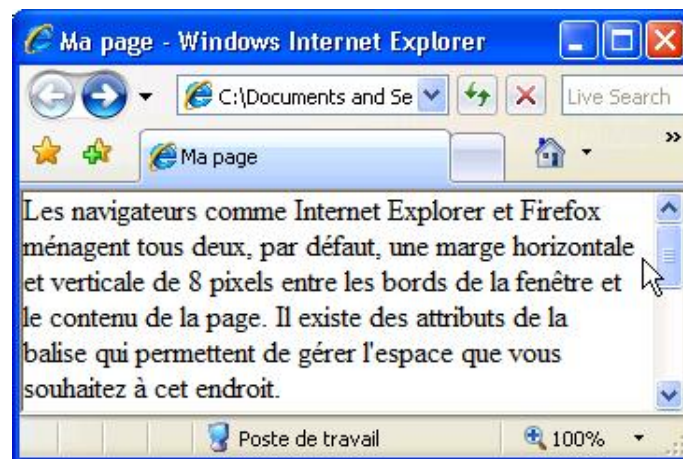 Ma page - Windows Internet Explorer
C:\Documents and Se
Live Search
Ma page
»
Les navigateurs comme Internet Explorer et Firefox
ménagent tous deux, par défaut, une marge horizontale
et verticale de 8 pixels entre les bords de la fenêtre et
le contenu de la page. Il existe des attributs de la
balise qui permettent de gérer l'espace que vous
souhaitez à cet endroit.
Poste de travail
100%